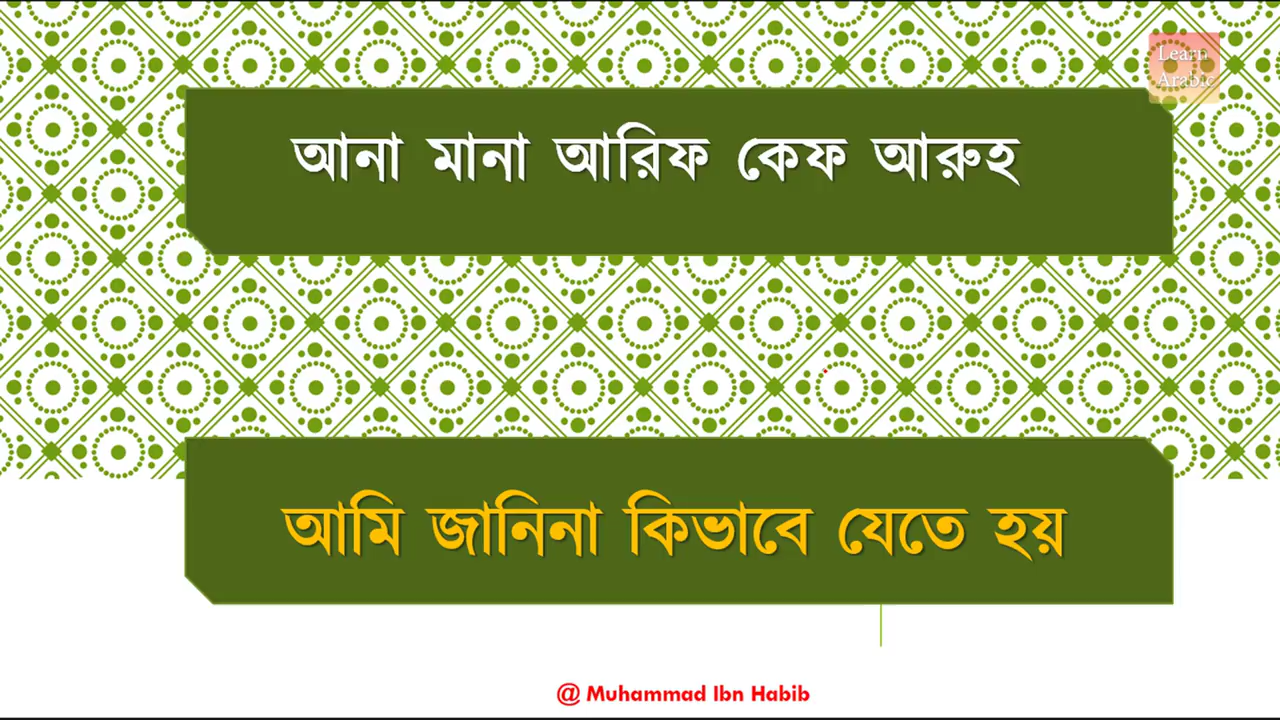 Learn
Arabic
আনা মানা আরিফ কেফ আরুহ
আমি জানিনা কিভাবে যেতে হয়
@ Muhammad Ibn Habib